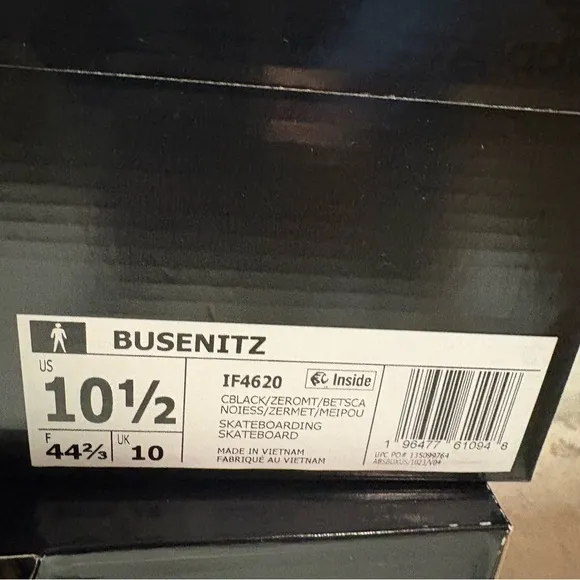 BUSENITZ
US
10½
F
44⅔
UK
10
IF4620
Inside
CBLACK/ZEROMT/BETSCA
NOIESS/ZERMET/MEIPOU
SKATEBOARDING
SKATEBOARD
MADE IN VIETNAM
FABRIQUE AU VIETNAM
1 96477 61094 8
UPC PO# 135099764